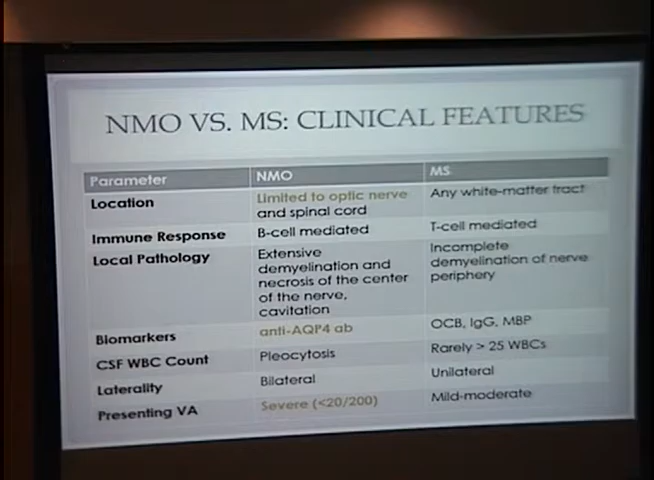 NMO VS. MS: CLINICAL FEATURES
Parameter NMO MS
Location Limited to optic nerve Any white-matter tract
and spinal cord
Immune Response B-cell mediated T-cell mediated
Local Pathology Extensive Incomplete
demyelination and demyelination of nerve
necrosis of the center periphery
of the nerve,
cavitation
Biomarkers anti-AQP4 ab OCB, IgG, MBP
CSF WBC Count Pleocytosis Rarely > 25 WBCs
Laterality Bilateral Unilateral
Presenting VA Severe (<20/200) Mild-moderate